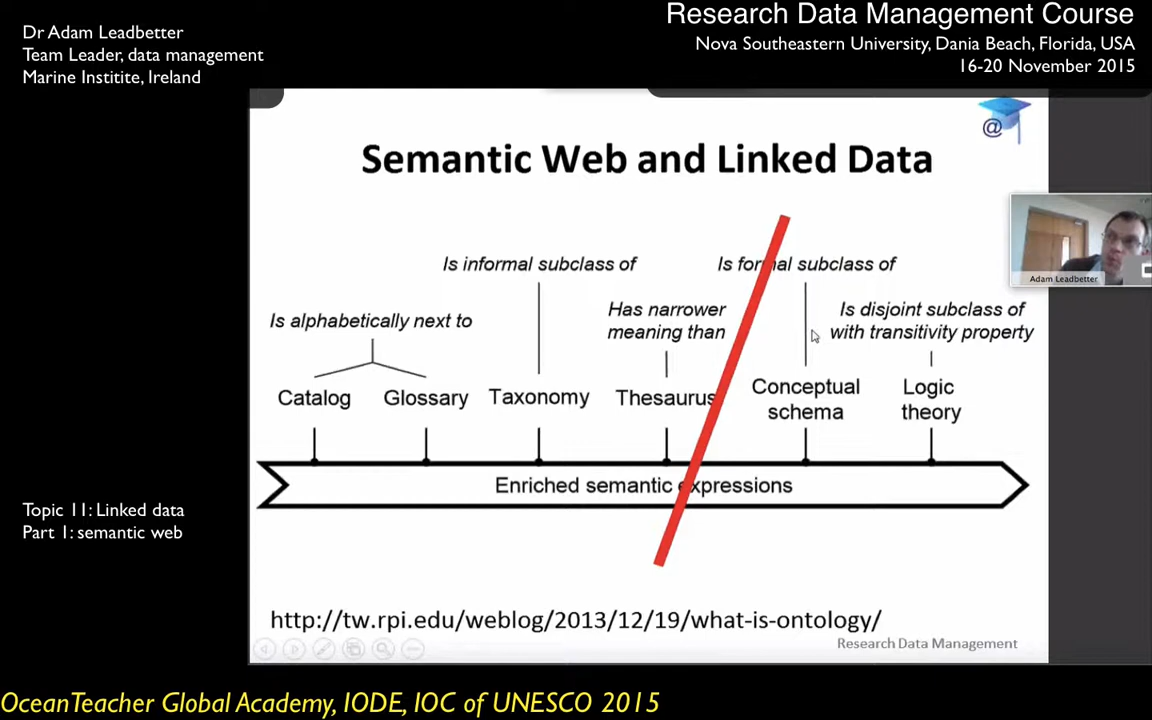 Dr Adam Leadbetter
Team Leader, data management
Marine Institite, Ireland
Research Data Management Course
Nova Southeastern University, Dania Beach, Florida, USA
16-20 November 2015
@
Semantic Web and Linked Data
Is informal subclass of
Is formal subclass of
Is alphabetically next to
Has narrower
meaning than
Is disjoint subclass of
with transitivity property
Catalog
Glossary
Taxonomy
Thesaurus
Conceptual
schema
Logic
theory
Enriched semantic expressions
Adam Leadbetter
Topic 11: Linked data
Part 1: semantic web
http://tw.rpi.edu/weblog/2013/12/19/what-is-ontology/
Research Data Management
OceanTeacher Global Academy, IODE, IOC of UNESCO 2015